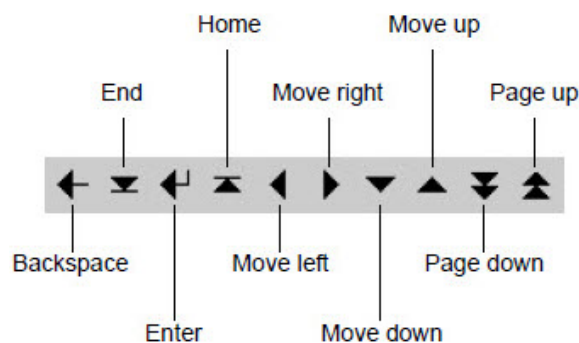 Home
Move up
End
Move right
Page up
Backspace
Move left
Page down
Enter
Move down